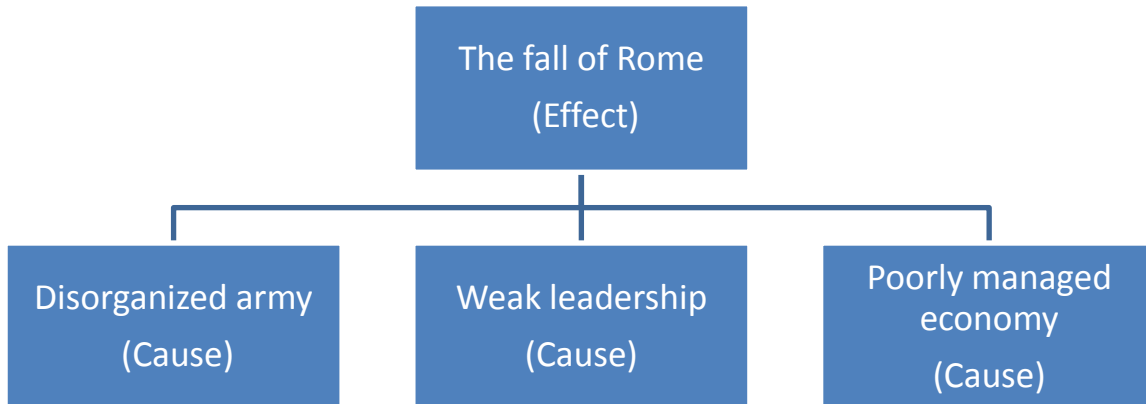 The fall of Rome
(Effect)
Disorganized army
(Cause)
Weak leadership
(Cause)
Poorly managed
economy
(Cause)